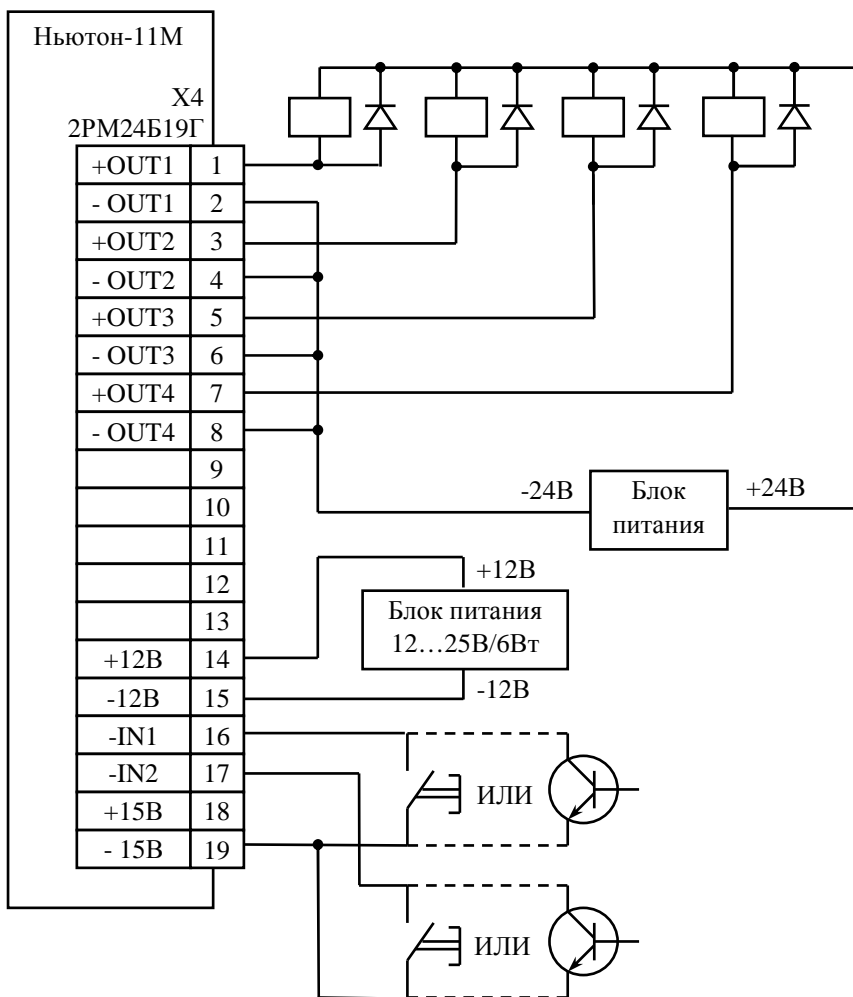 Ньютон-11М
X4
2РМ24Б19Г
+OUT1 1
- OUT1 2
+OUT2 3
- OUT2 4
+OUT3 5
- OUT3 6
+OUT4 7
- OUT4 8
9
10
11
12
13
+12В 14
-12В 15
-IN1 16
-IN2 17
+15В 18
- 15В 19
-24В
Блок
питания
+24В
+12В
Блок питания
12…25В/6Вт
-12В
ИЛИ
ИЛИ